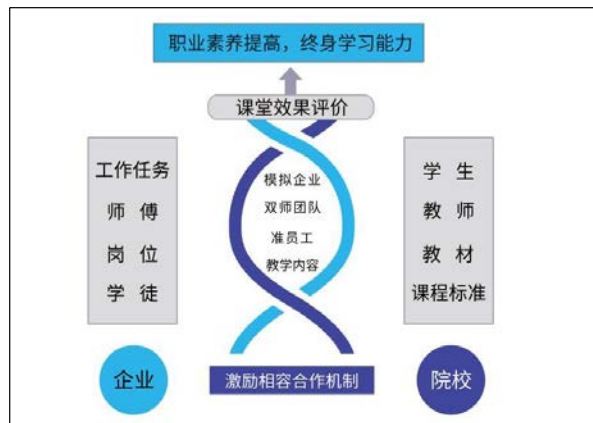 职业素养提高，终身学习能力
课堂效果评价
工作任务
师 傅
岗 位
学 徒
模拟企业
双师团队
准员工
教学内容
学 生
教 师
教 材
课程标准
企业
激励相容合作机制
院校